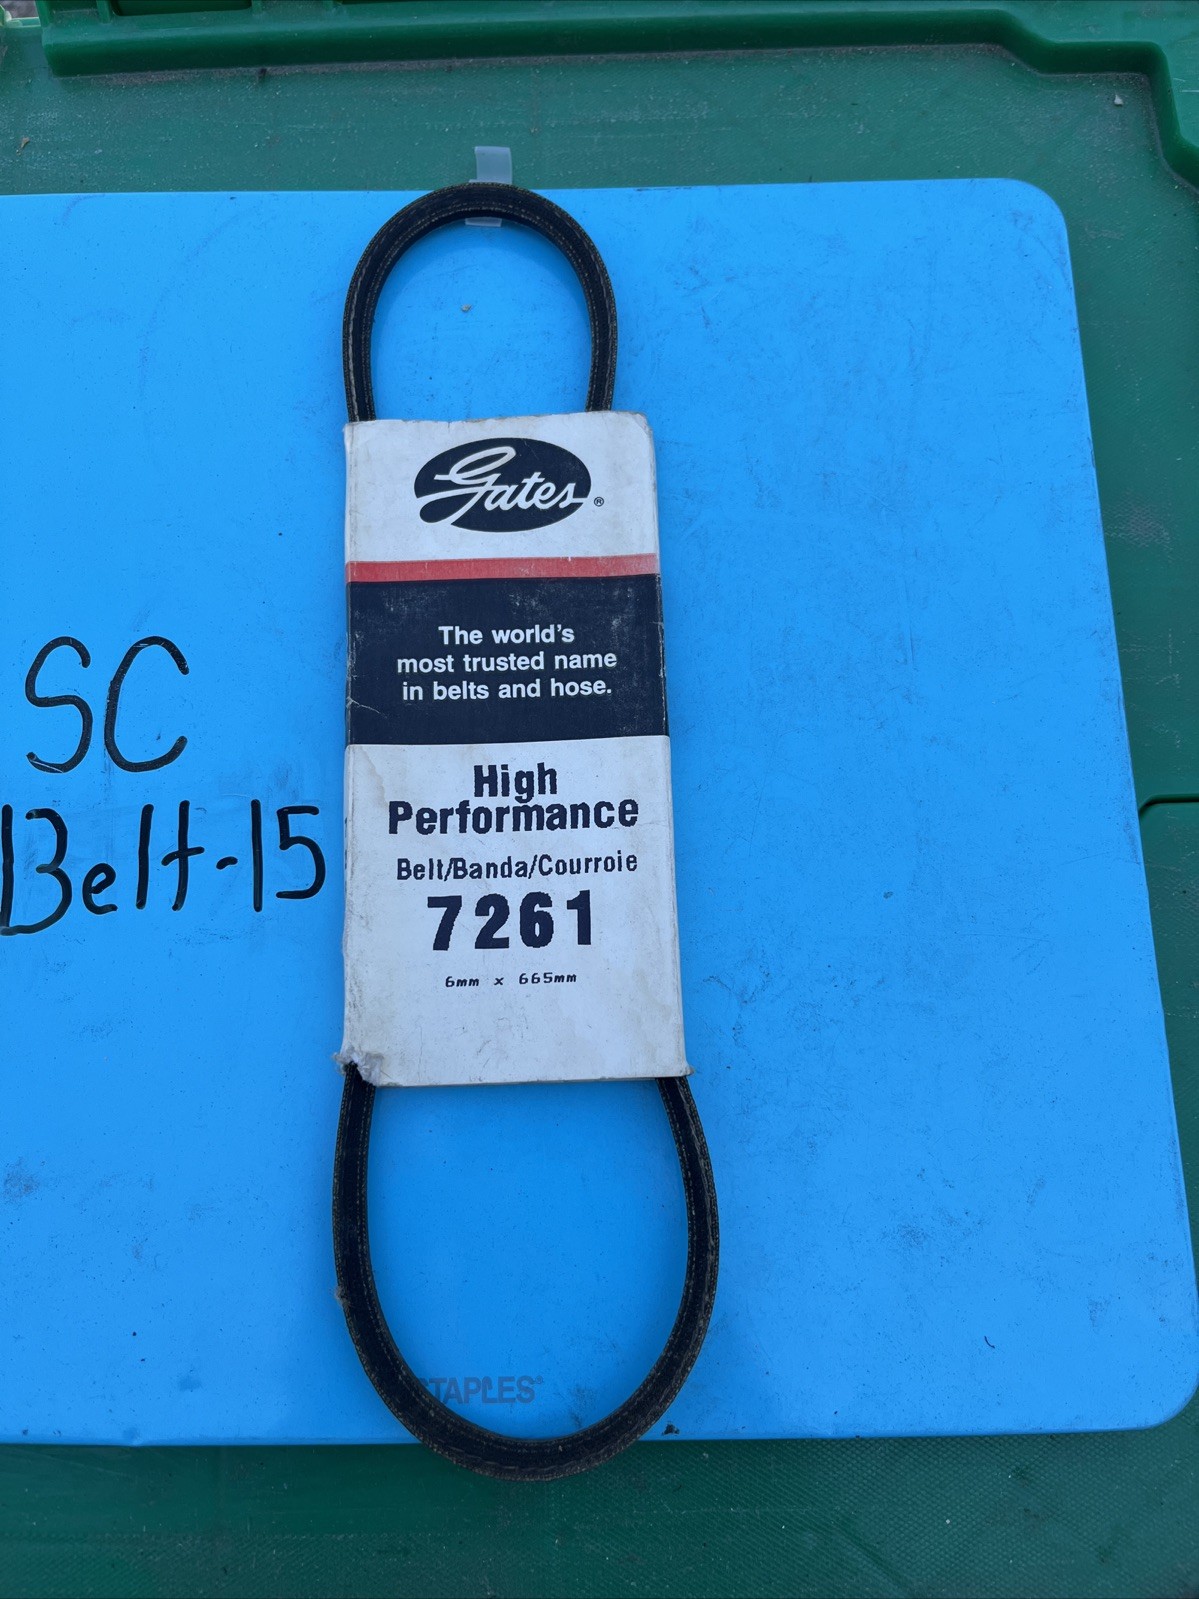 Gates®
The world's
most trusted name
in belts and hose.
High
Performance
Belt/Banda/Courroie
7261
6mm x 665mm
SC
Belt-15
STAPLES